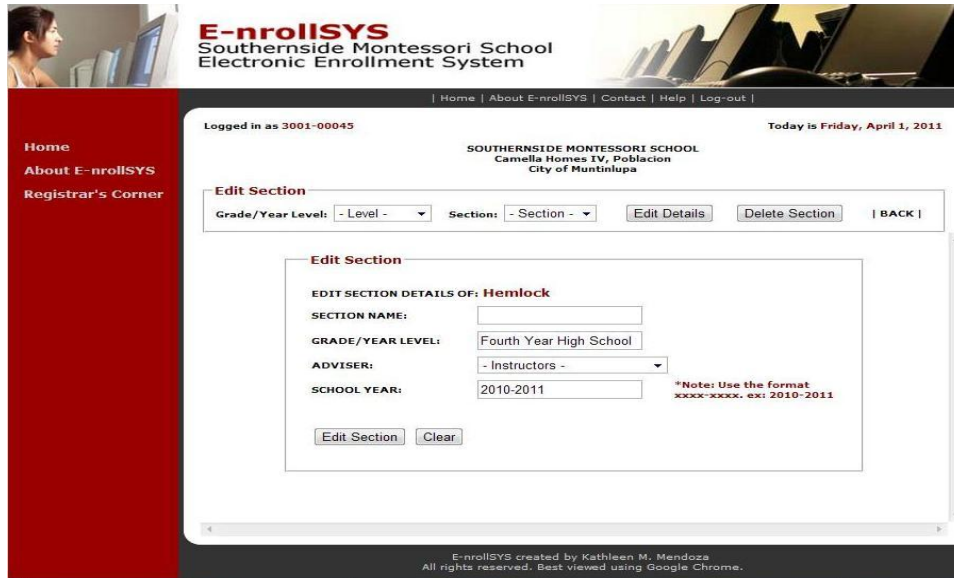 E-nrollSYS
Southernside Montessori School
Electronic Enrollment System
| Home | About E-nrollSYS | Contact | Help | Log-out |
Logged in as 3001-00045
Today is Friday, April 1, 2011
Home
About E-nrollSYS
Registrar's Corner
SOUTHERNSIDE MONTESSORI SCHOOL
Camella Homes IV, Poblacion
City of Muntinlupa
Edit Section
Grade/Year Level: - Level - Section: - Section - Edit Details Delete Section | BACK |
Edit Section
EDIT SECTION DETAILS OF: Hemlock
SECTION NAME:
GRADE/YEAR LEVEL: Fourth Year High School
ADVISER: - Instructors -
SCHOOL YEAR: 2010-2011
*Note: Use the format
xxxx-xxxx. ex: 2010-2011
Edit Section Clear
E-nrollSYS created by Kathleen M. Mendoza
All rights reserved. Best viewed using Google Chrome.